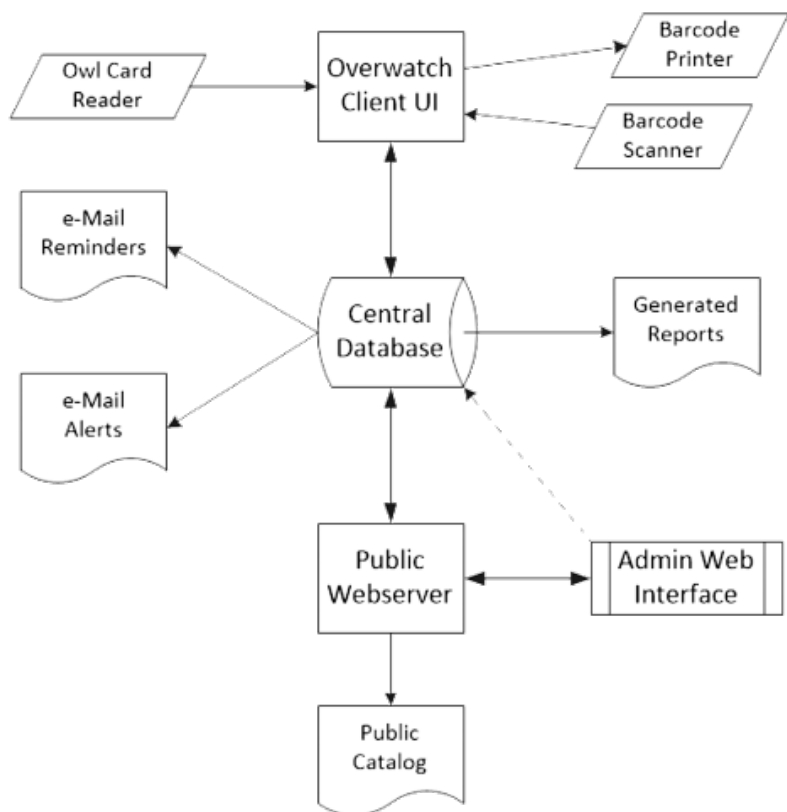 Owl Card
Reader
Overwatch
Client UI
Barcode
Printer
Barcode
Scanner
e-Mail
Reminders
Central
Database
Generated
Reports
e-Mail
Alerts
Public
Webserver
Admin Web
Interface
Public
Catalog